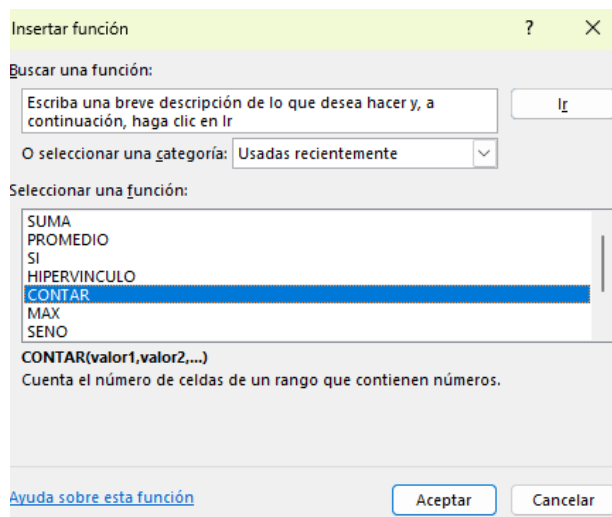 Insertar función
?
Buscar una función:
Escriba una breve descripción de lo que desea hacer y, a
continuación, haga clic en Ir
Ir
O seleccionar una categoría: Usadas recientemente
Seleccionar una función:
SUMA
PROMEDIO
SI
HIPERVINCULO
CONTAR
MAX
SENO
CONTAR(valor1,valor2,...)
Cuenta el número de celdas de un rango que contienen números.
Ayuda sobre esta función
Aceptar
Cancelar